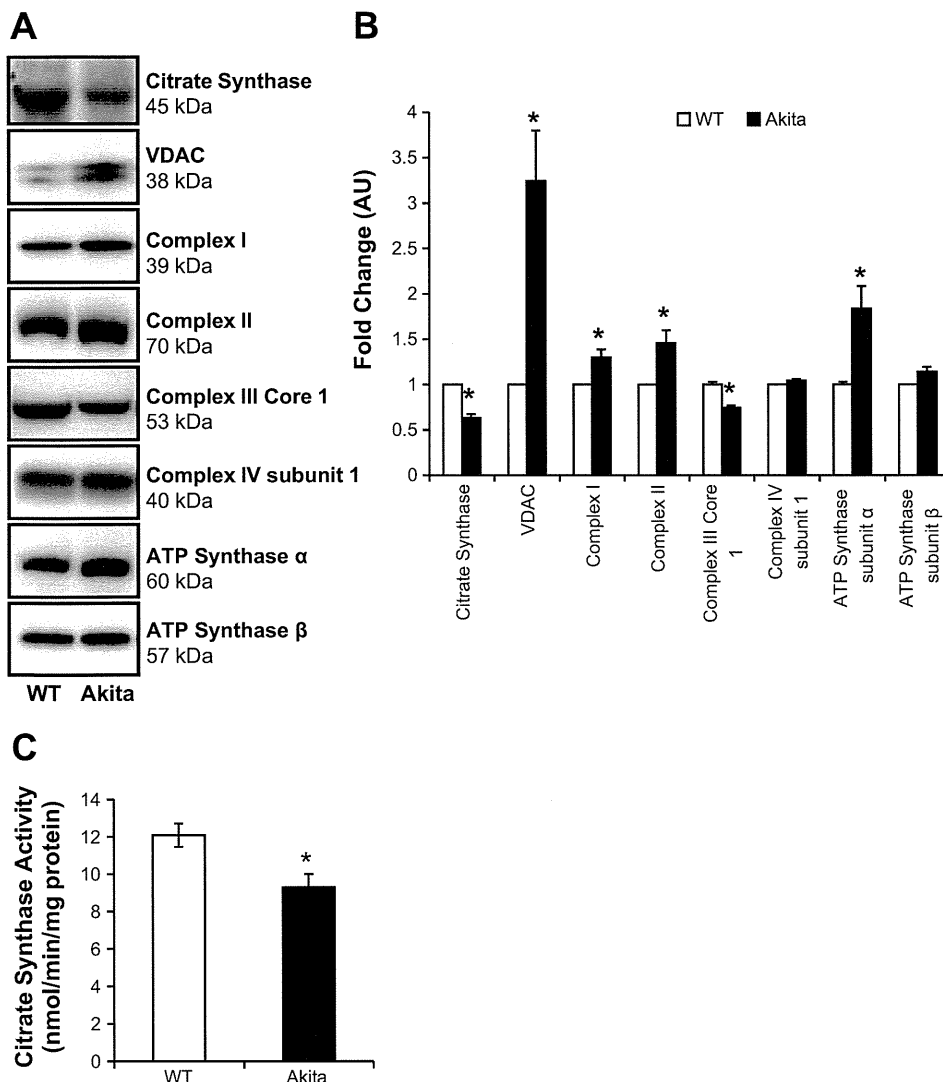 A
Citrate Synthase
45 kDa
VDAC
38 kDa
Complex I
39 kDa
Complex II
70 kDa
Complex III Core 1
53 kDa
Complex IV subunit 1
40 kDa
ATP Synthase α
60 kDa
ATP Synthase β
57 kDa
WT Akita
B
Fold Change (AU)
4
3.5
3
2.5
2
1.5
1
0.5
0
WT Akita
*
*
*
*
*
*
Citrate Synthase
VDAC
Complex I
Complex II
Complex III Core
1
Complex IV
subunit 1
ATP Synthase
subunit α
ATP Synthase
subunit β
C
Citrate Synthase Activity
(nmol/min/mg protein)
14
12
10
8
6
4
2
0
*
WT Akita